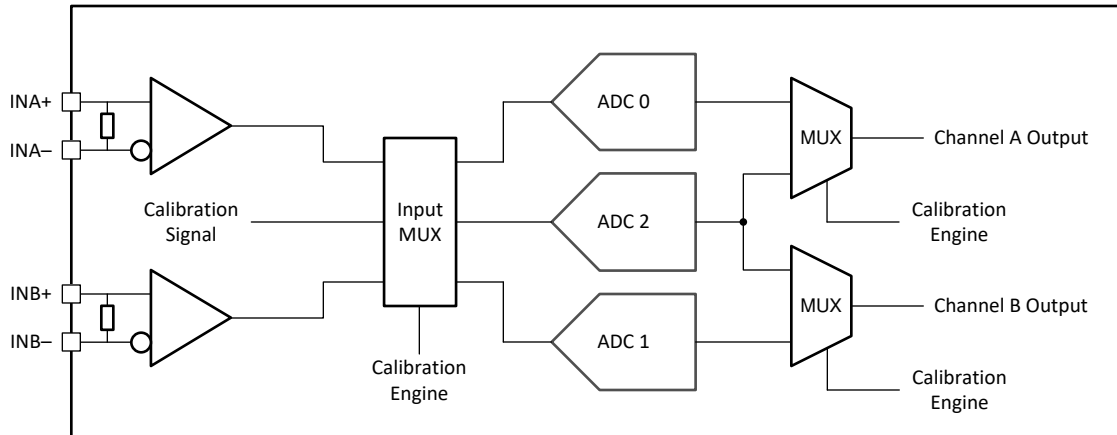 INA+
INA–
ADC 0
MUX
Channel A Output
Calibration
Signal
Input
MUX
ADC 2
Calibration
Engine
INB+
INB–
ADC 1
MUX
Channel B Output
Calibration
Engine
Calibration
Engine